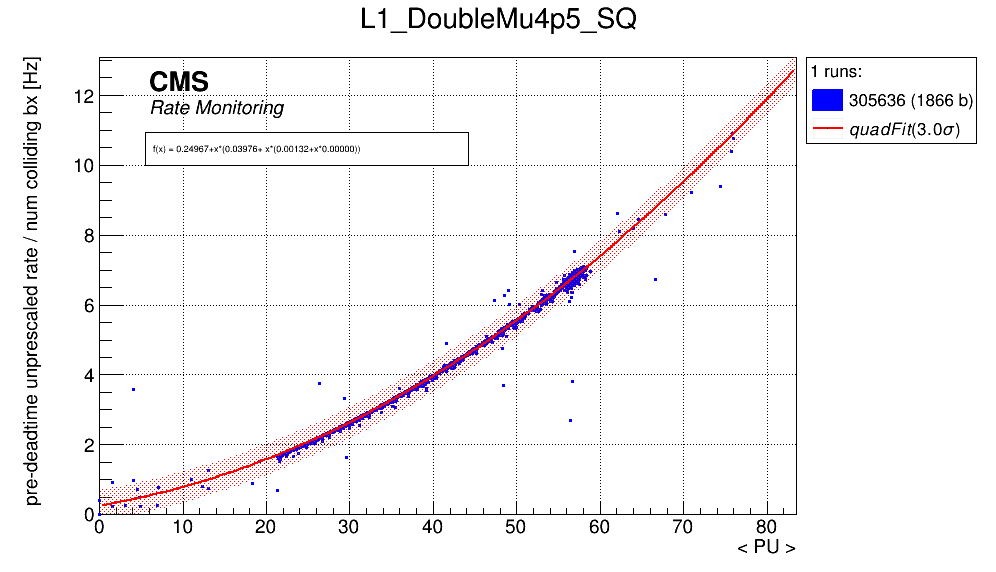 L1_DoubleMu4p5_SQ
pre-deadtime unprescaled rate / num colliding bx [Hz]
CMS
Rate Monitoring
f(x) = 0.24967+x*(0.03976+ x*(0.00132+x*0.00000))
1 runs:
305636 (1866 b)
quadFit(3.0σ)
12
10
8
6
4
2
0
0 10 20 30 40 50 60 70 80
< PU >